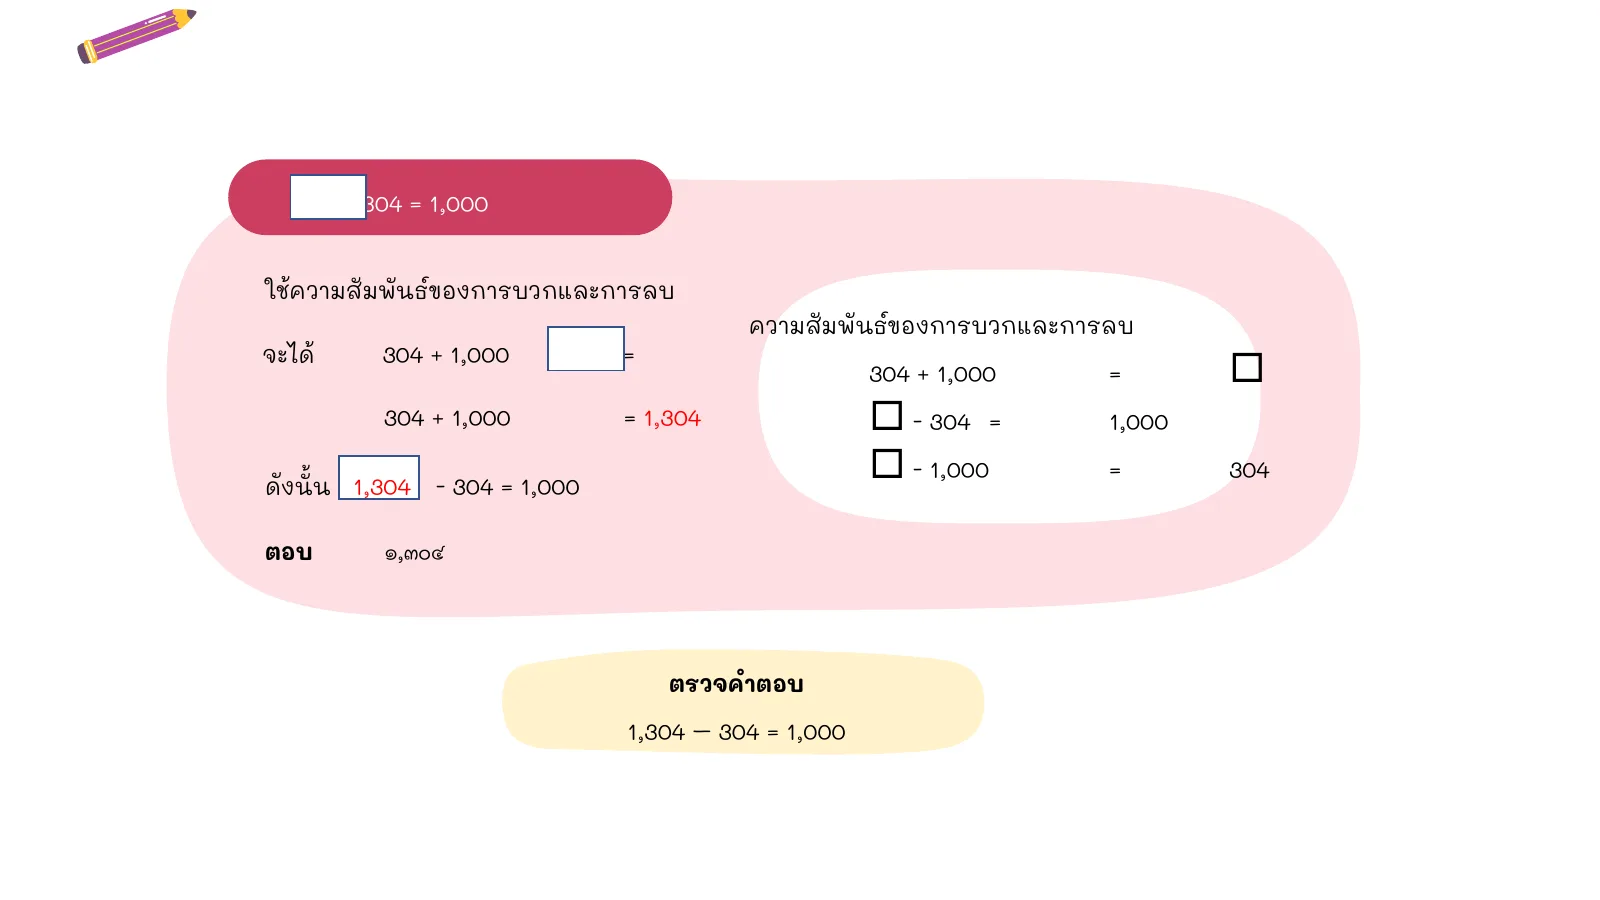 304 = 1,000
ใช้ความสัมพันธ์ของการบวกและการลบ
จะได้ 304 + 1,000 =
304 + 1,000 = 1,304
ดังนั้น 1,304 - 304 = 1,000
ตอบ ๑,๓๐๔
ความสัมพันธ์ของการบวกและการลบ
304 + 1,000 = □
□ - 304 = 1,000
□ - 1,000 = 304
ตรวจคำตอบ
1,304 – 304 = 1,000